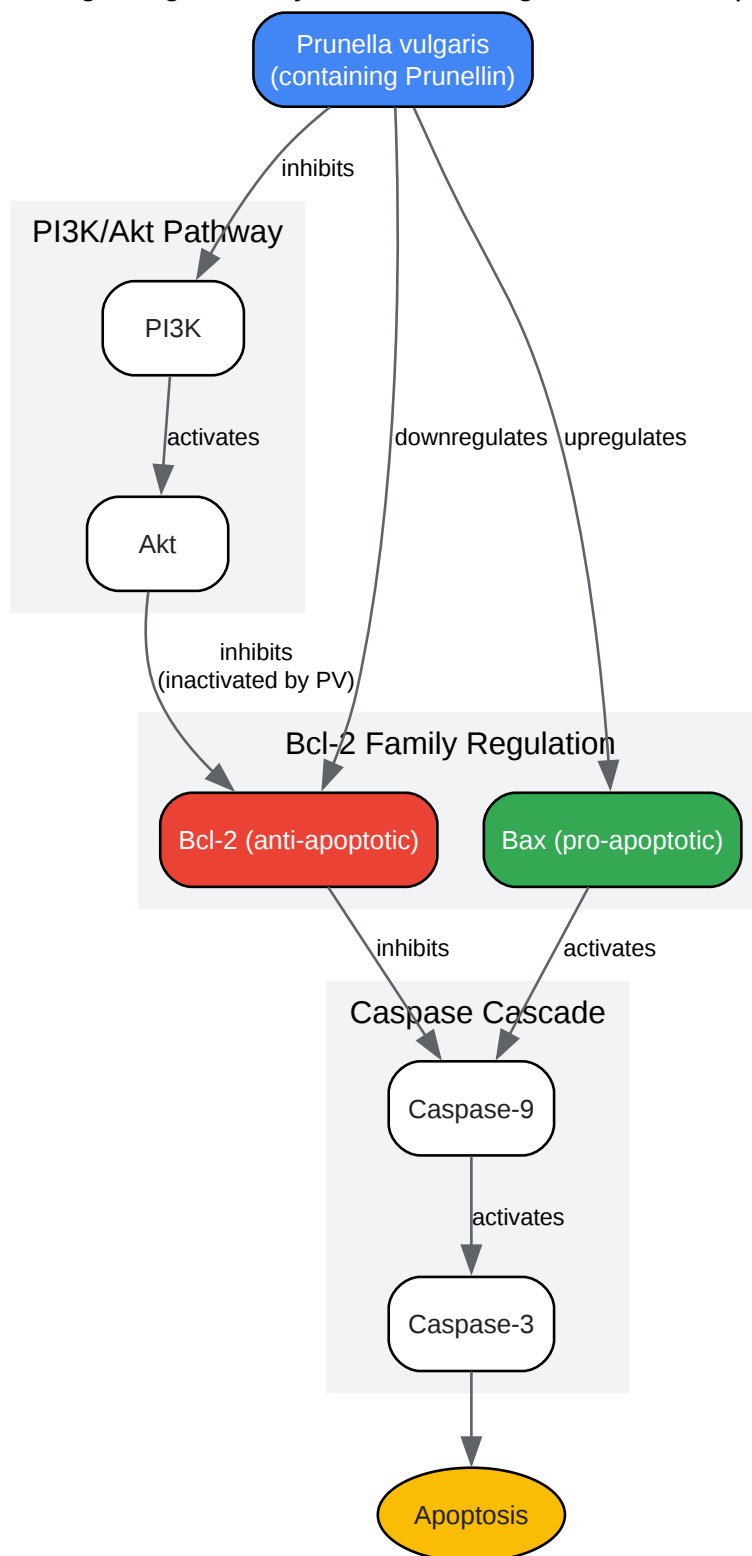 Prunella vulgaris
(containing Prunellin)
inhibits
PI3K/Akt Pathway
PI3K
activates
downregulates
upregulates
Akt
inhibits
(inactivated by PV)
Bcl-2 Family Regulation
Bcl-2 (anti-apoptotic)
Bax (pro-apoptotic)
inhibits
activates
Caspase Cascade
Caspase-9
activates
Caspase-3
Apoptosis